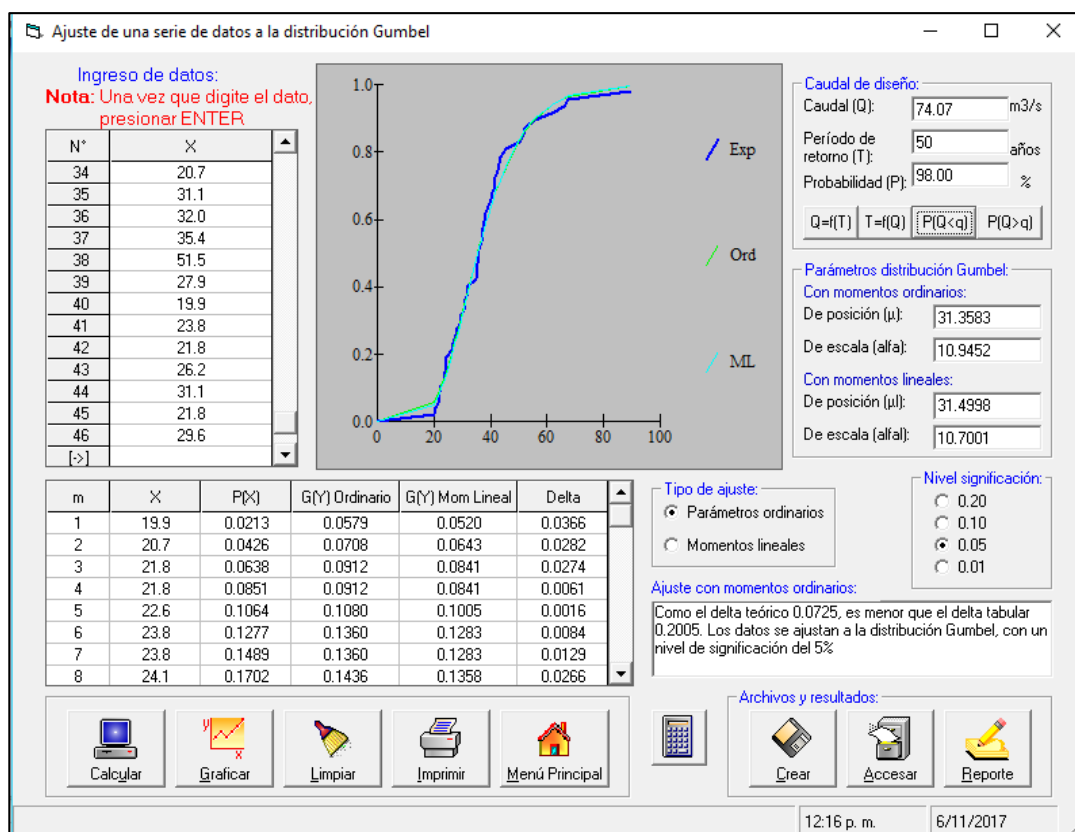 Ajuste de una serie de datos a la distribución Gumbel
Ingreso de datos:
Nota: Una vez que digite el dato,
presionar ENTER
N° X
34 20.7
35 31.1
36 32.0
37 35.4
38 51.5
39 27.9
40 19.9
41 23.8
42 21.8
43 26.2
44 31.1
45 21.8
46 29.6
[->]
1.0
0.8
0.6
0.4
0.2
0.0
0 20 40 60 80 100
Exp
Ord
ML
Caudal de diseño:
Caudal (Q): 74.07 m3/s
Período de
retorno (T): 50 años
Probabilidad (P): 98.00 %
Q=f(T) T=f(Q) P(Q<q) P(Q>q)
Parámetros distribución Gumbel:
Con momentos ordinarios:
De posición (μ): 31.3583
De escala (alfa): 10.9452
Con momentos lineales:
De posición (μl): 31.4998
De escala (alfal): 10.7001
m X P(X) G(Y) Ordinario G(Y) Mom Lineal Delta
1 19.9 0.0213 0.0579 0.0520 0.0366
2 20.7 0.0426 0.0708 0.0643 0.0282
3 21.8 0.0638 0.0912 0.0841 0.0274
4 21.8 0.0851 0.0912 0.0841 0.0061
5 22.6 0.1064 0.1080 0.1005 0.0016
6 23.8 0.1277 0.1360 0.1283 0.0084
7 23.8 0.1489 0.1360 0.1283 0.0129
8 24.1 0.1702 0.1436 0.1358 0.0266
Tipo de ajuste:
Parámetros ordinarios
Momentos lineales
Nivel significación:
0.20
0.10
0.05
0.01
Ajuste con momentos ordinarios:
Como el delta teórico 0.0725, es menor que el delta tabular
0.2005. Los datos se ajustan a la distribución Gumbel, con un
nivel de significación del 5%
Calcular Graficar Limpiar Imprimir Menú Principal
Archivos y resultados:
Crear Accesar Reporte
12:16 p. m. 6/11/2017